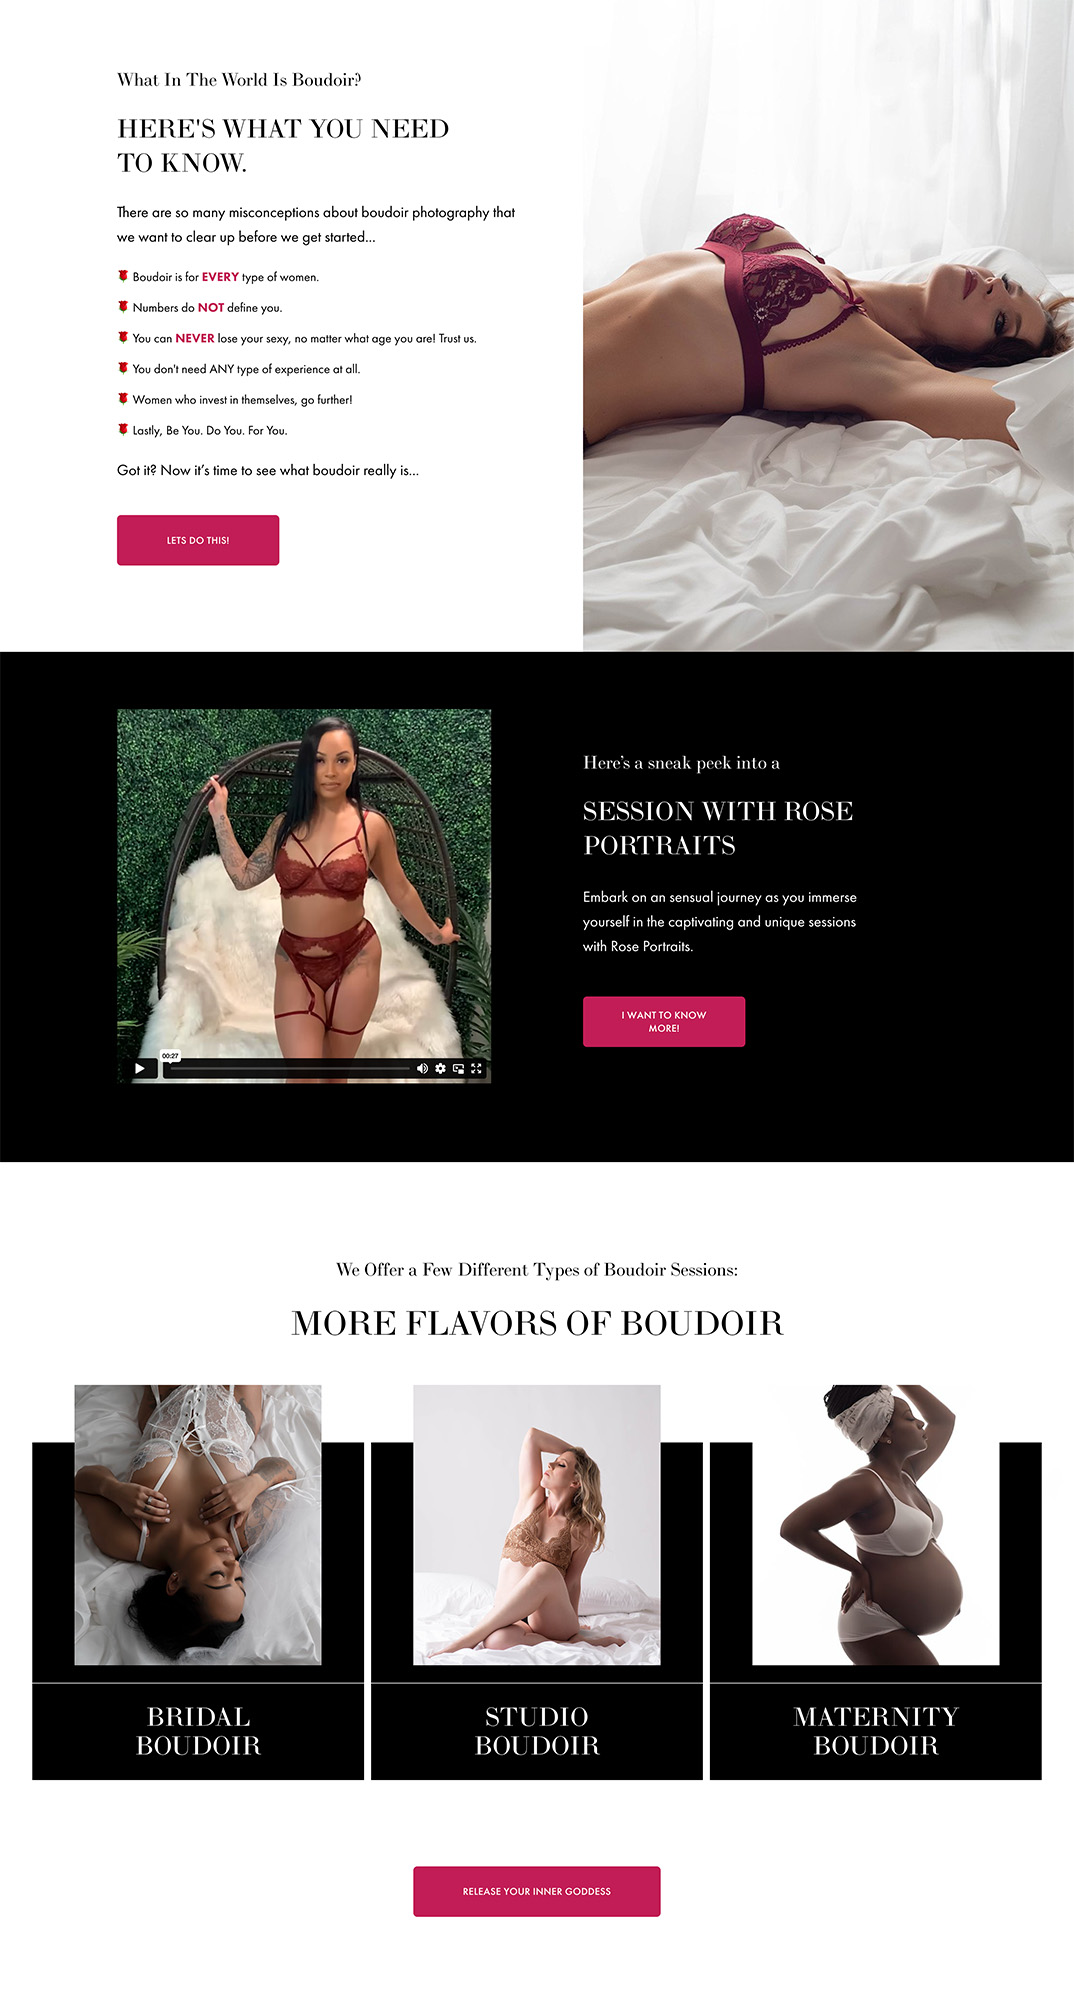 What In The World Is Boudoir?
HERE'S WHAT YOU NEED
TO KNOW.
There are so many misconceptions about boudoir photography that
we want to clear up before we get started...
Boudoir is for EVERY type of women.
Numbers do NOT define you.
You can NEVER lose your sexy, no matter what age you are! Trust us.
You don't need ANY type of experience at all.
Women who invest in themselves, go further!
Lastly, Be You. Do You. For You.
Got it? Now it’s time to see what boudoir really is...
LETS DO THIS!
00:27
Here’s a sneak peek into a
SESSION WITH ROSE
PORTRAITS
Embark on an sensual journey as you immerse
yourself in the captivating and unique sessions
with Rose Portraits.
I WANT TO KNOW
MORE!
We Offer a Few Different Types of Boudoir Sessions:
MORE FLAVORS OF BOUDOIR
BRIDAL
BOUDOIR
STUDIO
BOUDOIR
MATERNITY
BOUDOIR
RELEASE YOUR INNER GODDESS